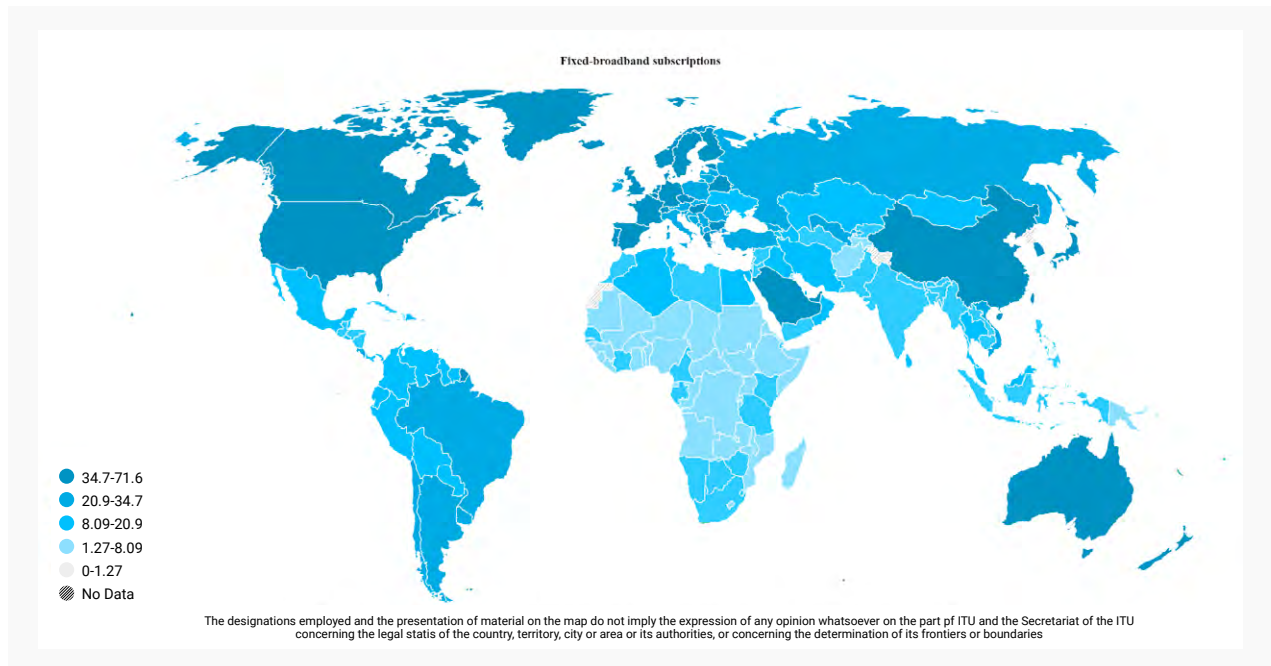 Fixed-broadband subscriptions
34.7-71.6
20.9-34.7
8.09-20.9
1.27-8.09
0-1.27
No Data
The designations employed and the presentation of material on the map do not imply the expression of any opinion whatsoever on the part pf ITU and the Secretariat of the ITU
concerning the legal statis of the country, territory, city or area or its authorities, or concerning the determination of its frontiers or boundaries